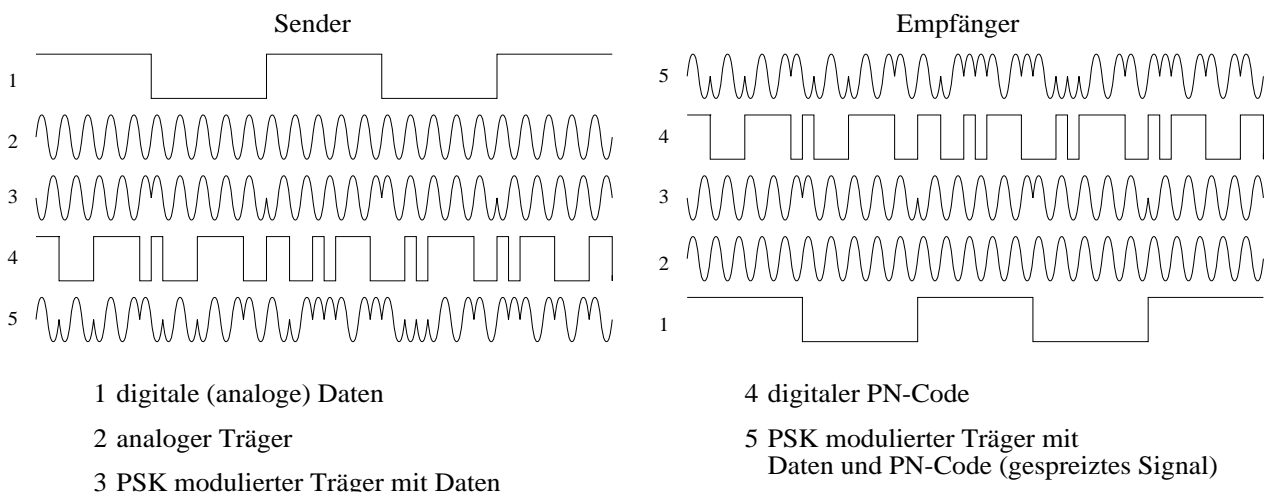 Sender
1
2
3
4
5
Empfänger
5
4
3
2
1
1 digitale (analoge) Daten
2 analoger Träger
3 PSK modulierter Träger mit Daten
4 digitaler PN-Code
5 PSK modulierter Träger mit
Daten und PN-Code (gespreiztes Signal)